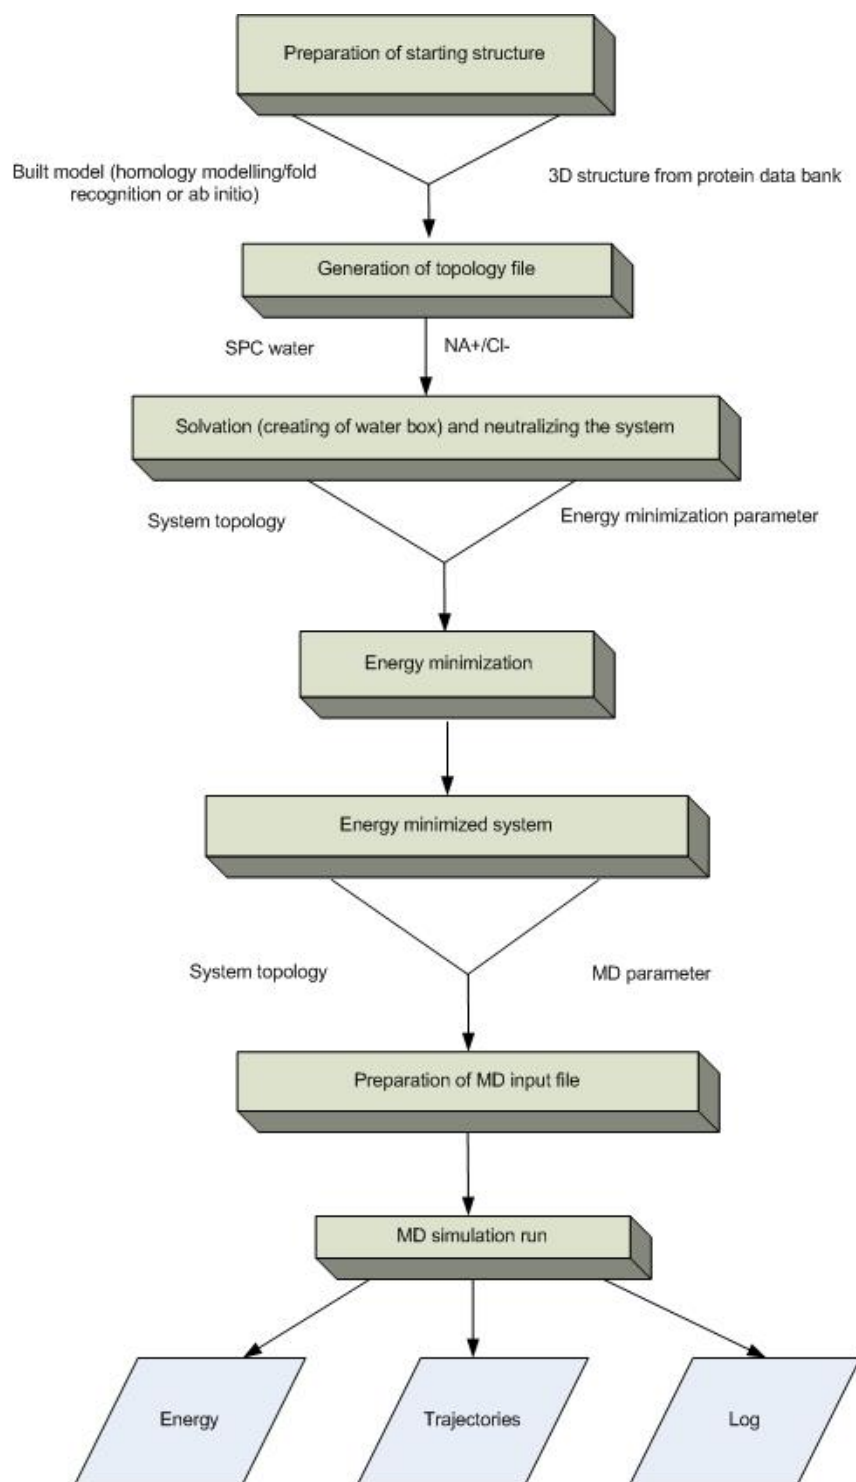 Preparation of starting structure
Built model (homology modelling/fold
recognition or ab initio)
3D structure from protein data bank
Generation of topology file
SPC water
NA+/Cl-
Solvation (creating of water box) and neutralizing the system
System topology
Energy minimization parameter
Energy minimization
Energy minimized system
System topology
MD parameter
Preparation of MD input file
MD simulation run
Energy
Trajectories
Log